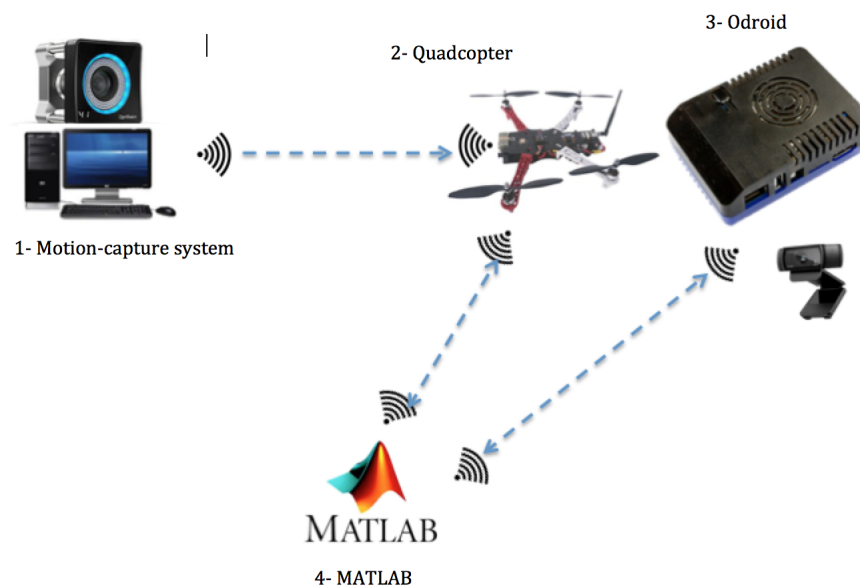 3- Odroid
2- Quadcopter
1- Motion-capture system
MATLAB
4- MATLAB